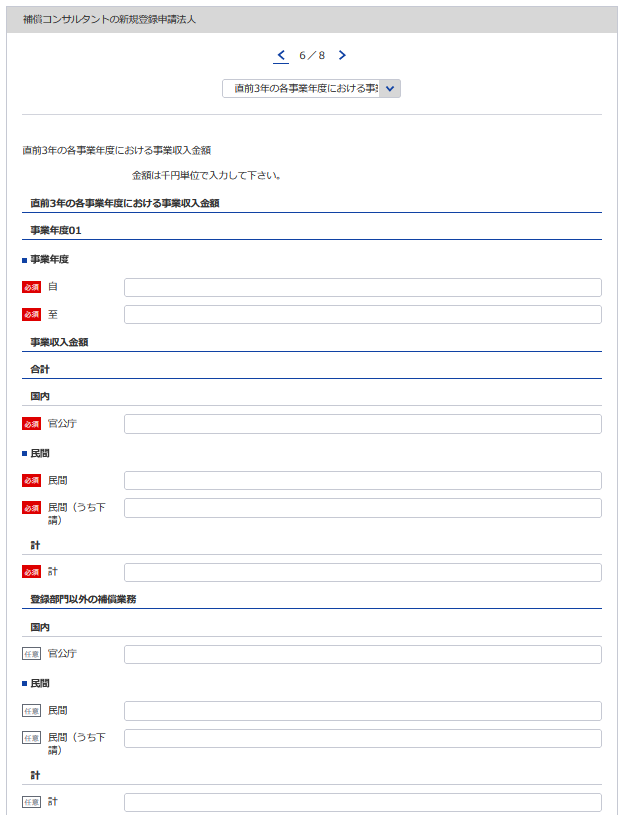 補償コンサルタントの新規登録申請法人
6／8
直前3年の各事業年度における事業
直前3年の各事業年度における事業収入金額
金額は千円単位で入力して下さい。
直前3年の各事業年度における事業収入金額
事業年度01
事業年度
必須 自
必須 至
事業収入金額
合計
国内
必須 官公庁
民間
必須 民間
必須 民間（うち下
請）
計
必須 計
登録部門以外の補償業務
国内
任意 官公庁
民間
任意 民間
任意 民間（うち下
請）
計
任意 計